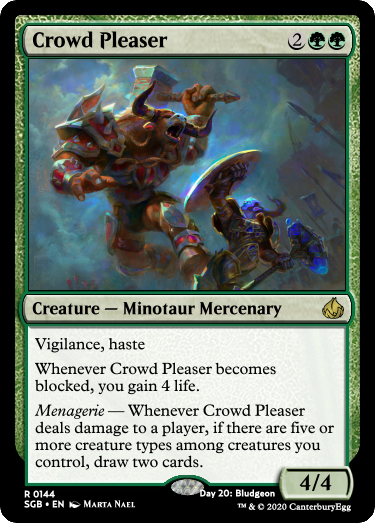 Crowd Pleaser 2
Creature — Minotaur Mercenary
Vigilance, haste
Whenever Crowd Pleaser becomes
blocked, you gain 4 life.
Menagerie — Whenever Crowd Pleaser
deals damage to a player, if there are five or
more creature types among creatures you
control, draw two cards.
4/4
R 0144
Day 20: Bludgeon
SGB • EN Marta Nael
™ & © 2020 CanterburyEgg